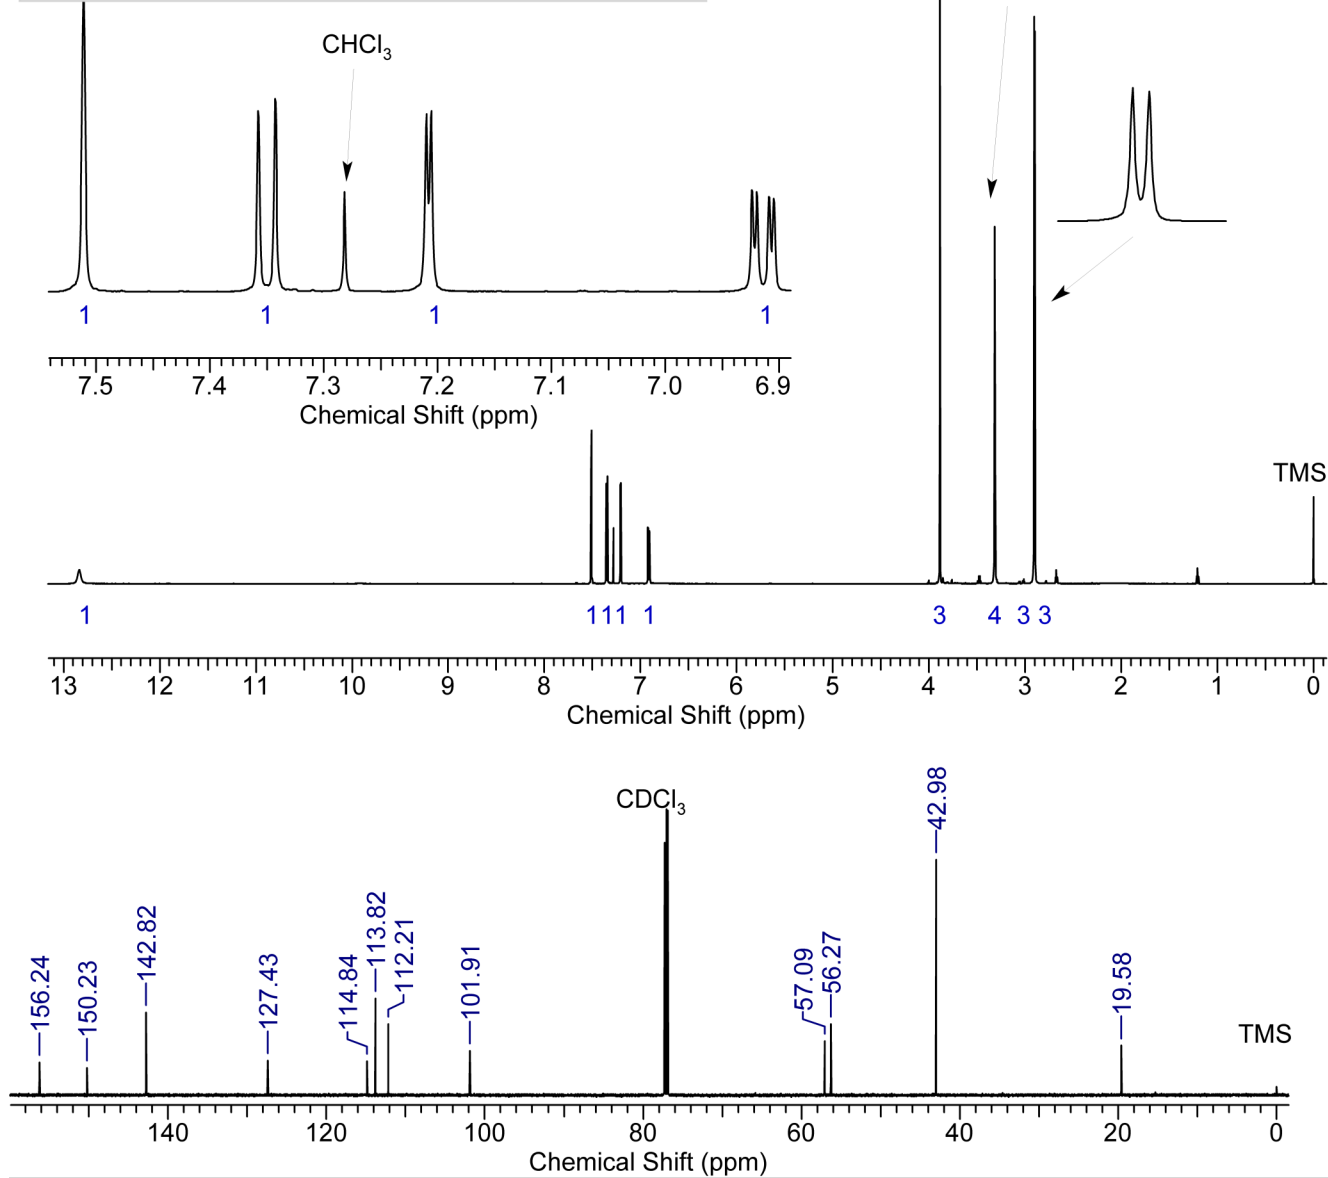 CHCl3
1 1 1 1
7.5 7.4 7.3 7.2 7.1 7.0 6.9
Chemical Shift (ppm)
TMS
1 1 1 1 1 3 4 3 3
13 12 11 10 9 8 7 6 5 4 3 2 1 0
Chemical Shift (ppm)
CDCl3
156.24
150.23
142.82
127.43
114.84
113.82
112.21
101.91
57.09
56.27
42.98
19.58
TMS
140 120 100 80 60 40 20 0
Chemical Shift (ppm)